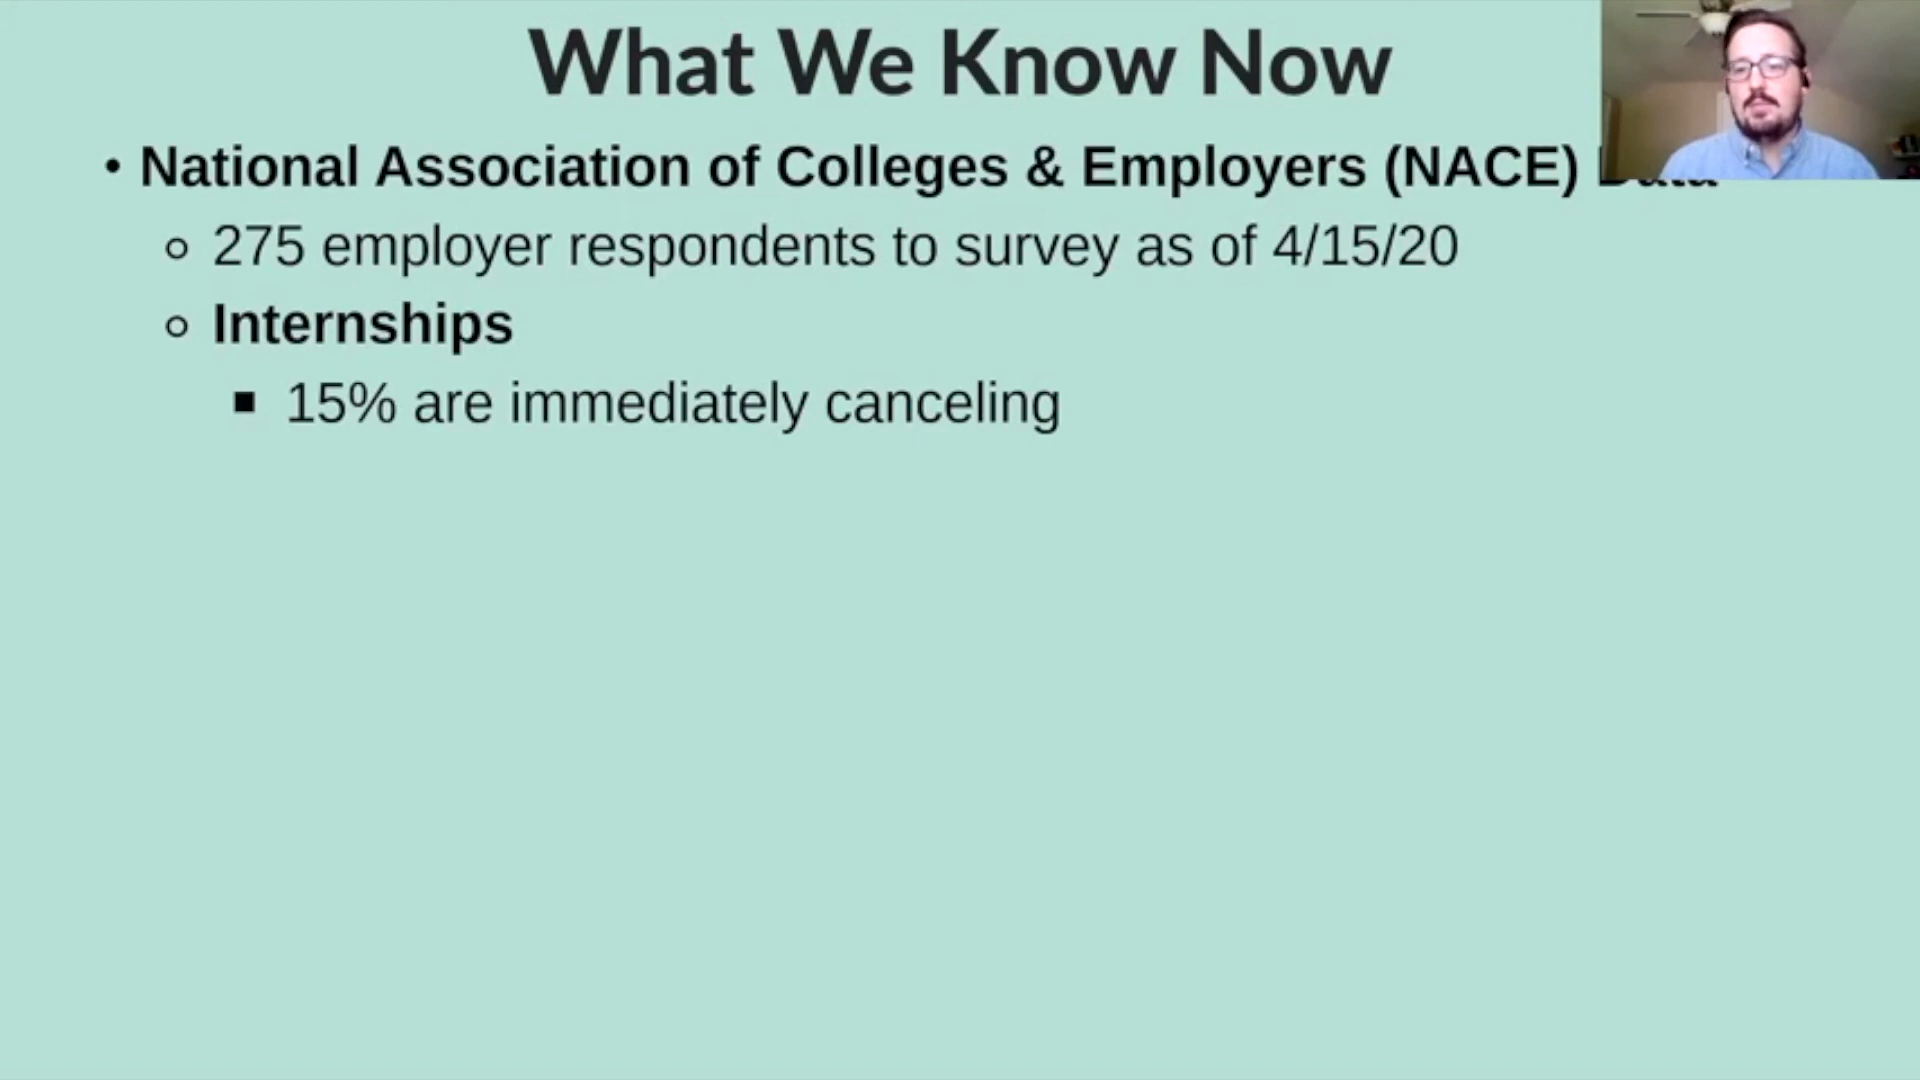 What We Know Now
• National Association of Colleges & Employers (NACE)
275 employer respondents to survey as of 4/15/20
Internships
15% are immediately canceling